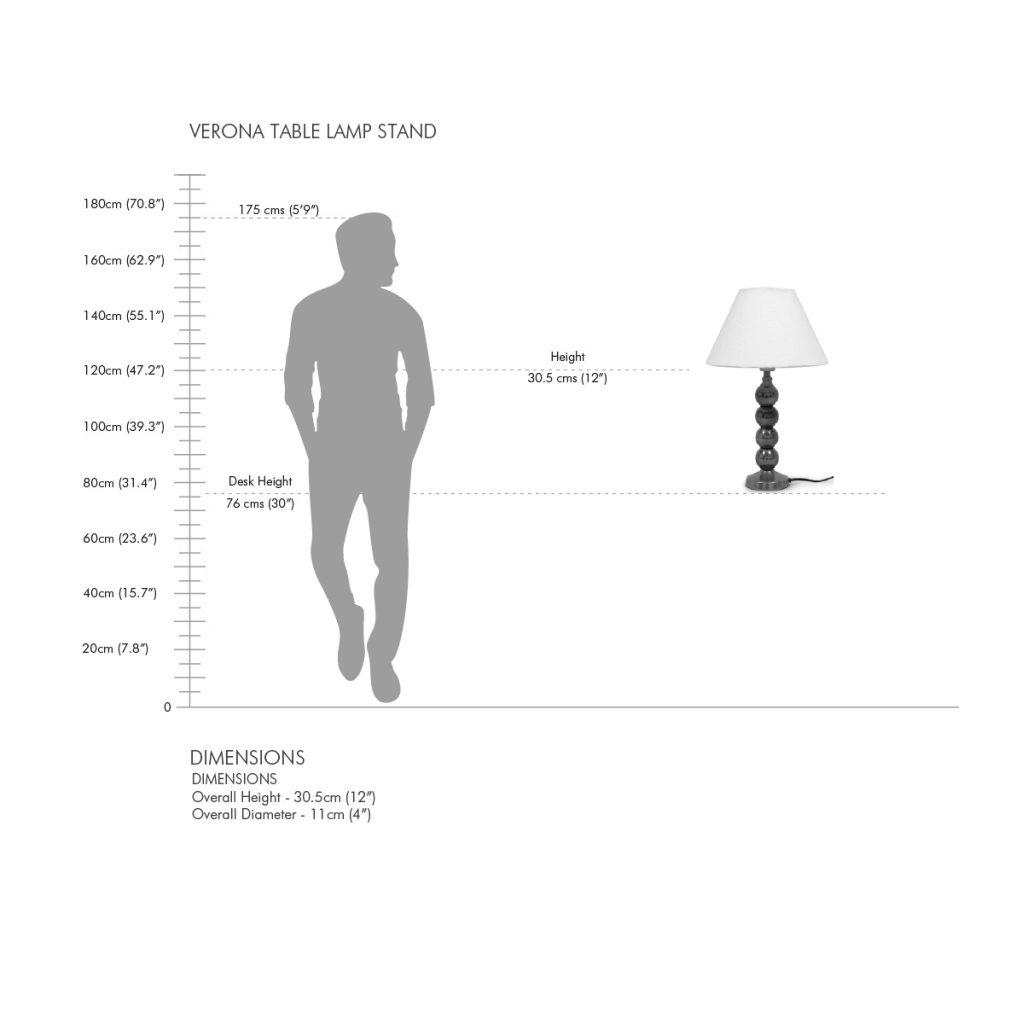 VERONA TABLE LAMP STAND
180cm (70.8”)
175 cms (5’9”)
160cm (62.9”)
140cm (55.1”)
120cm (47.2”)
Height
30.5 cms (12”)
100cm (39.3”)
80cm (31.4”)
Desk Height
76 cms (30”)
60cm (23.6”)
40cm (15.7”)
20cm (7.8”)
0
DIMENSIONS
DIMENSIONS
Overall Height - 30.5cm (12”)
Overall Diameter - 11cm (4”)